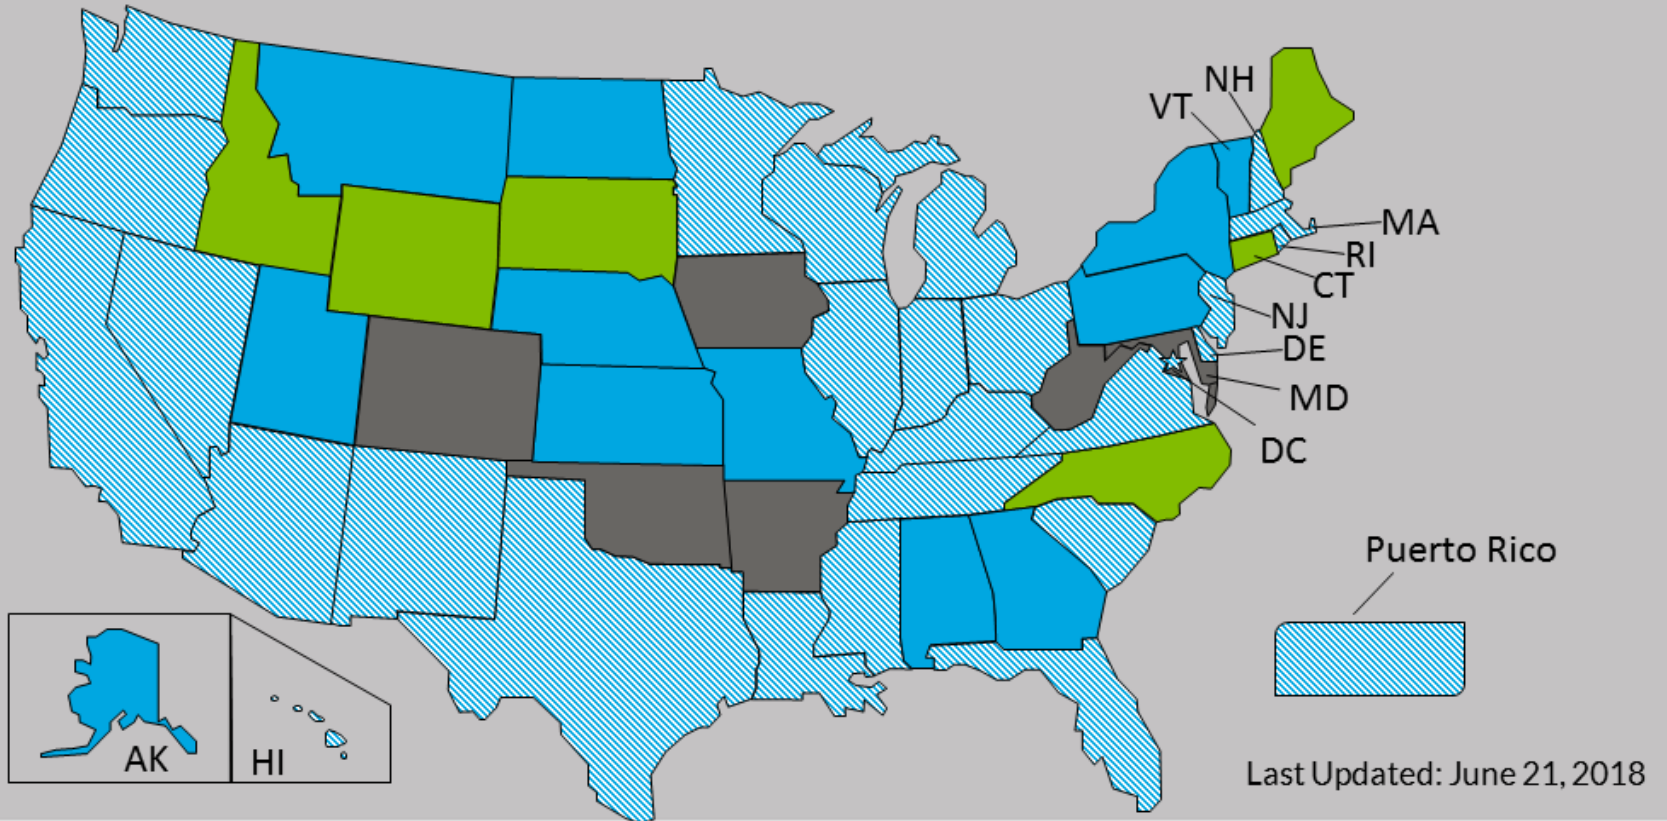 NH
VT
MA
RI
CT
NJ
DE
MD
DC
Puerto Rico
AK
HI
Last Updated: June 21, 2018